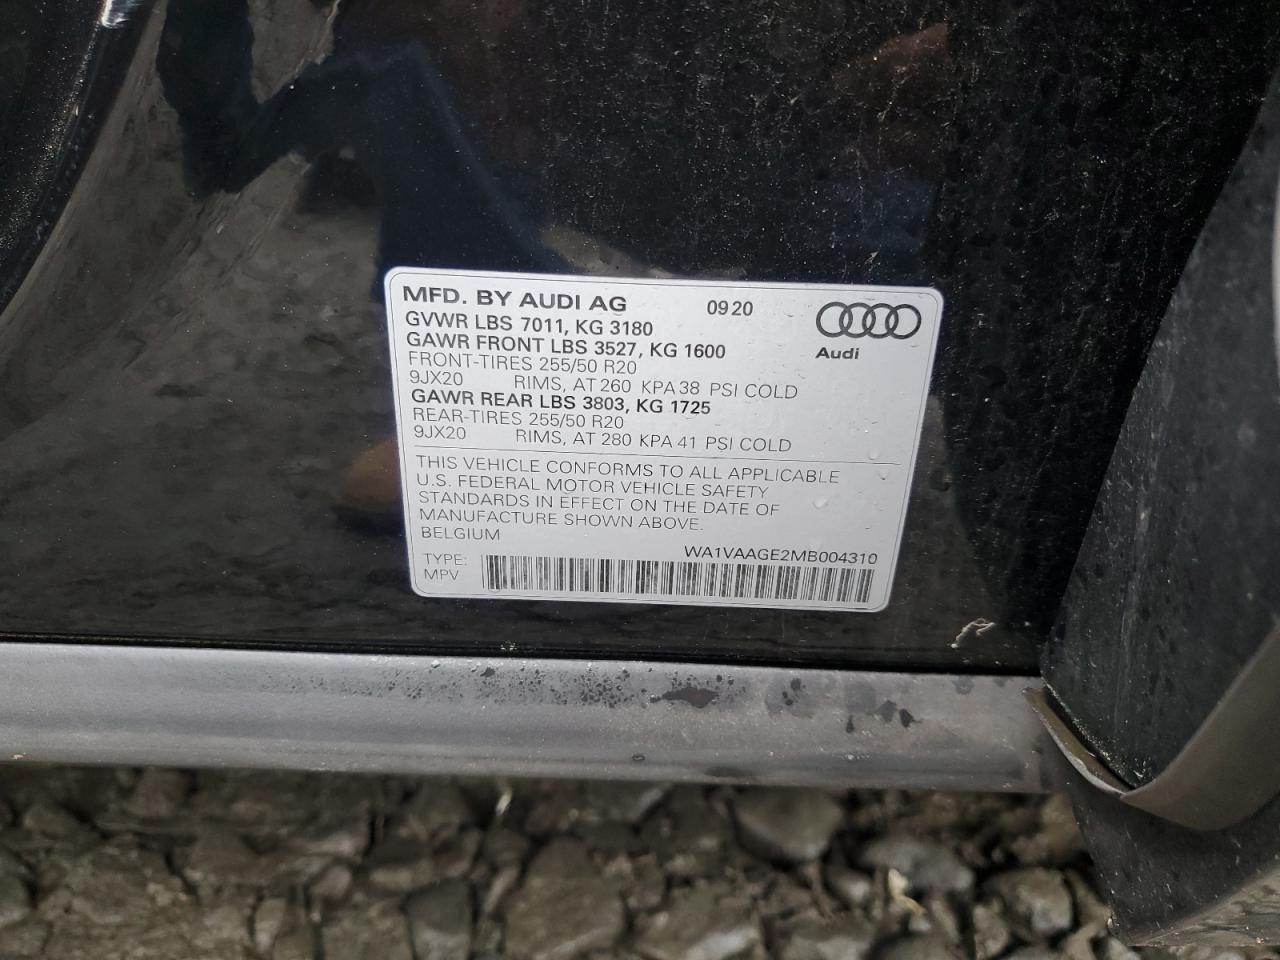 MFD. BY AUDI AG 09 20
GVWR LBS 7011, KG 3180
GAWR FRONT LBS 3527, KG 1600
Audi
FRONT-TIRES 255/50 R20
9JX20 RIMS, AT 260 KPA 38 PSI COLD
GAWR REAR LBS 3803, KG 1725
REAR-TIRES 255/50 R20
9JX20 RIMS, AT 280 KPA 41 PSI COLD
THIS VEHICLE CONFORMS TO ALL APPLICABLE
U.S. FEDERAL MOTOR VEHICLE SAFETY
STANDARDS IN EFFECT ON THE DATE OF
MANUFACTURE SHOWN ABOVE.
BELGIUM
WA1VAAGE2MB004310
TYPE:
MPV